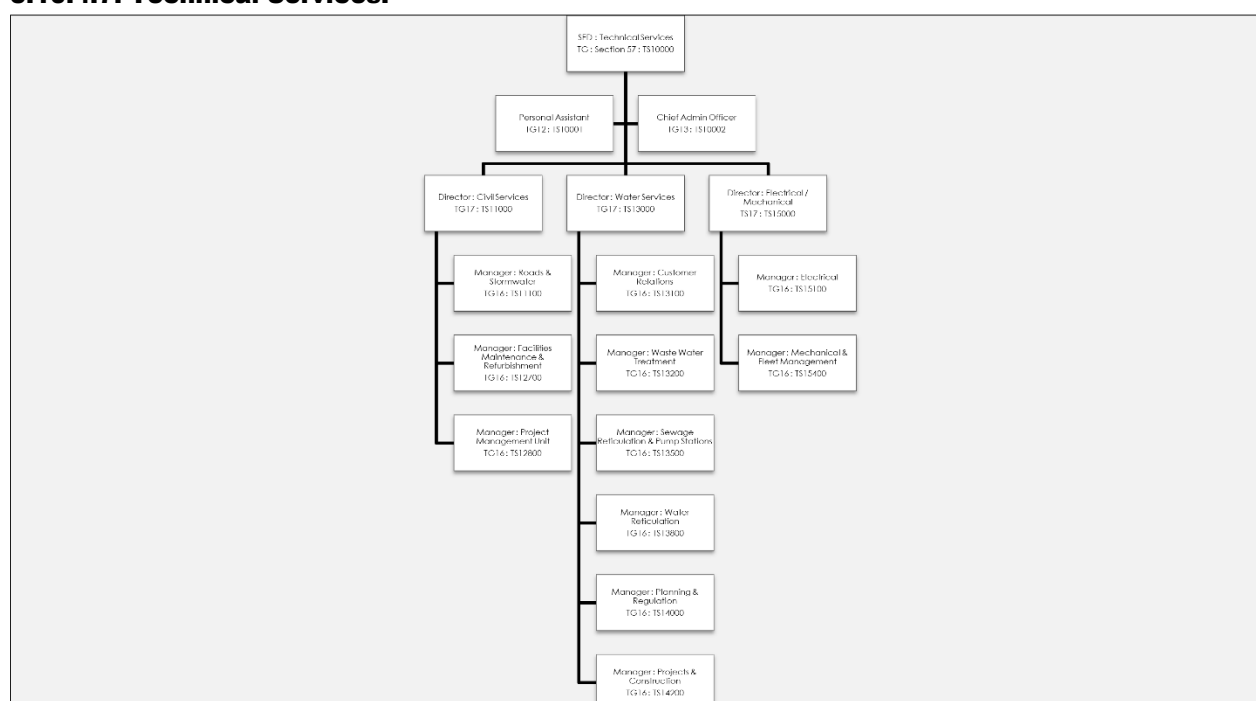 SED : Technical Services
TG : Section 57 : TS10000
Personal Assistant
TG12 : TS10001
Chief Admin Officer
TG13 : TS10002
Director : Civil Services
TG17 : TS11000
Director : Water Services
TG17 : TS13000
Director : Electrical /
Mechanical
TS17 : TS15000
Manager : Roads &
Stormwater
TG16 : TS11100
Manager : Customer
Relations
TG16 : TS13100
Manager : Electrical
TG16 : TS15100
Manager : Facilities
Maintenance &
Refurbishment
TG16 : TS12700
Manager : Waste Water
Treatment
TG16 : TS13200
Manager : Mechanical &
Fleet Management
TG16 : TS15400
Manager : Project
Management Unit
TG16 : TS12800
Manager : Sewage
Reticulation & Pump Stations
TG16 : TS13500
Manager : Water
Reticulation
TG16 : TS13800
Manager : Planning &
Regulation
TG16 : TS14000
Manager : Projects &
Construction
TG16 : TS14200